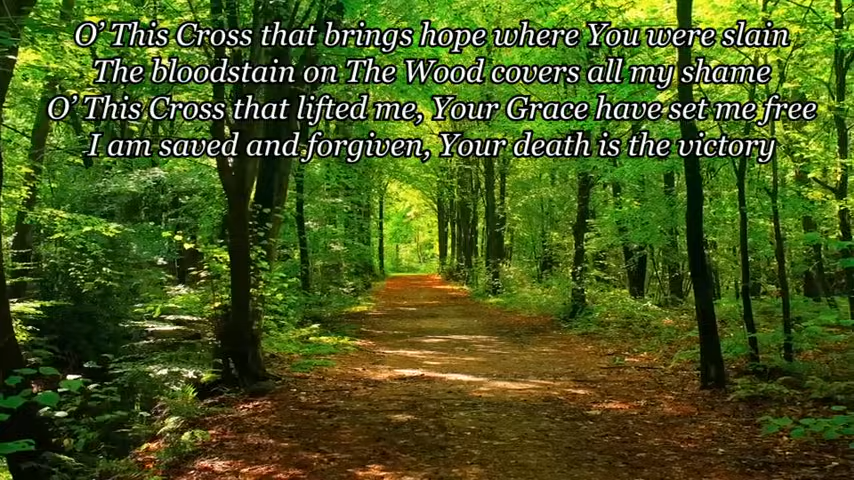 O' This Cross that brings hope where You were slain
The bloodstain on The Wood covers all my shame
O' This Cross that lifted me, Your Grace have set me free
I am saved and forgiven, Your death is the victory